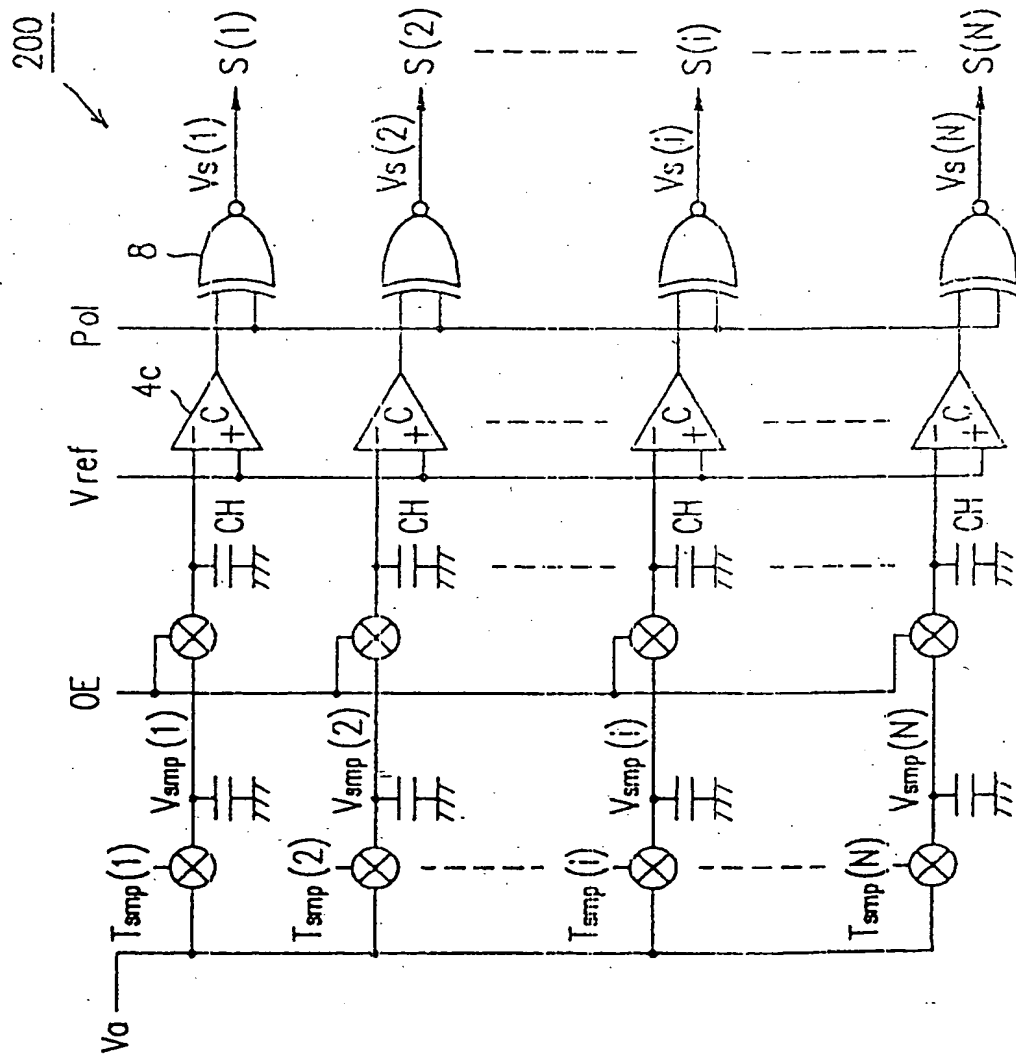 200
Va
Tsmp(1)
Vsmp(1)
OE
CH
Vref
4c
C
−
+
Pol
8
Vs(1)
S(1)
Tsmp(2)
Vsmp(2)
CH
C
−
+
Vs(2)
S(2)
Tsmp(i)
Vsmp(i)
CH
C
−
+
Vs(i)
S(i)
Tsmp(N)
Vsmp(N)
CH
C
−
+
Vs(N)
S(N)